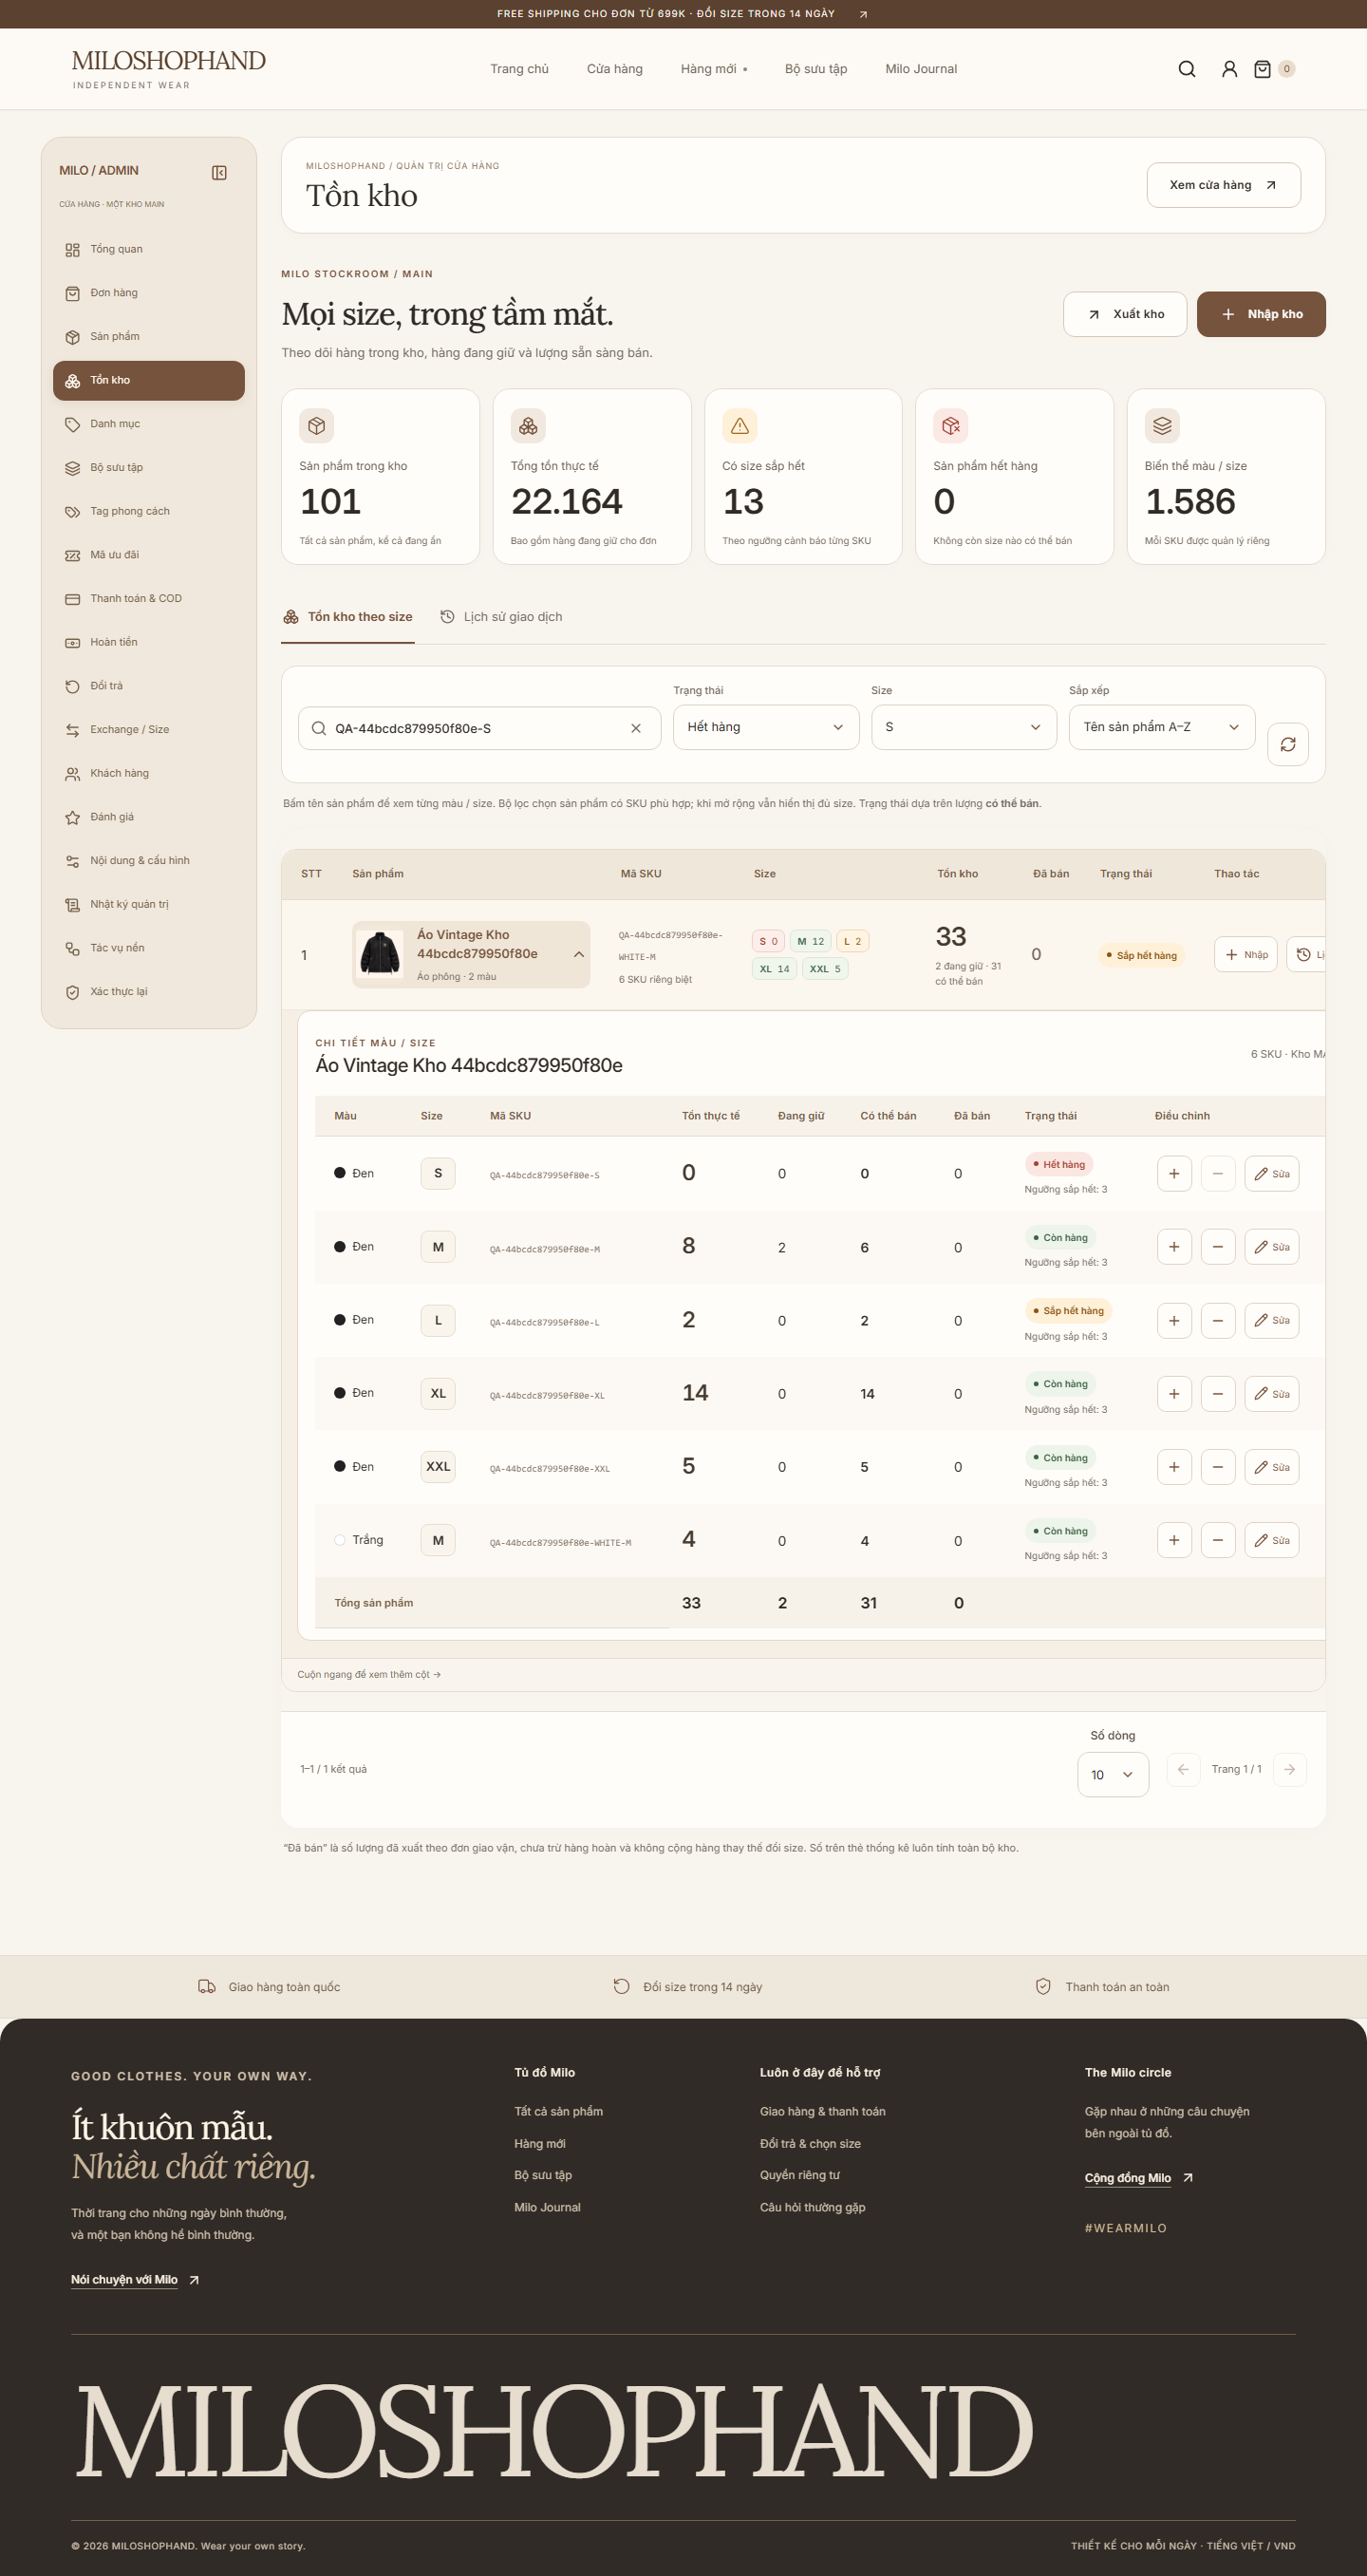 FREE SHIPPING CHO ĐƠN TỪ 699K · ĐỔI SIZE TRONG 14 NGÀY
MILOSHOPHAND
INDEPENDENT WEAR
Trang chủ
Cửa hàng
Hàng mới
Bộ sưu tập
Milo Journal
0
MILO / ADMIN
CỬA HÀNG · MỘT KHO MAIN
Tổng quan
Đơn hàng
Sản phẩm
Tồn kho
Danh mục
Bộ sưu tập
Tag phong cách
Mã ưu đãi
Thanh toán & COD
Hoàn tiền
Đổi trả
Exchange / Size
Khách hàng
Đánh giá
Nội dung & cấu hình
Nhật ký quản trị
Tác vụ nền
Xác thực lại
MILOSHOPHAND / QUẢN TRỊ CỬA HÀNG
Tồn kho
Xem cửa hàng
MILO STOCKROOM / MAIN
Mọi size, trong tầm mắt.
Theo dõi hàng trong kho, hàng đang giữ và lượng sẵn sàng bán.
Xuất kho
Nhập kho
Sản phẩm trong kho
101
Tất cả sản phẩm, kể cả đang ẩn
Tổng tồn thực tế
22.164
Bao gồm hàng đang giữ cho đơn
Có size sắp hết
13
Theo ngưỡng cảnh báo từng SKU
Sản phẩm hết hàng
0
Không còn size nào có thể bán
Biến thể màu / size
1.586
Mỗi SKU được quản lý riêng
Tồn kho theo size
Lịch sử giao dịch
QA-44bcdc879950f80e-S
Trạng thái
Hết hàng
Size
S
Sắp xếp
Tên sản phẩm A–Z
Bấm tên sản phẩm để xem từng màu / size. Bộ lọc chọn sản phẩm có SKU phù hợp; khi mở rộng vẫn hiển thị đủ size. Trạng thái dựa trên lượng có thể bán.
STT Sản phẩm Mã SKU Size Tồn kho Đã bán Trạng thái Thao tác
1
Áo Vintage Kho
44bcdc879950f80e
Áo phông · 2 màu
QA-44bcdc879950f80e-
WHITE-M
6 SKU riêng biệt
S 0 M 12 L 2
XL 14 XXL 5
33
2 đang giữ · 31
có thể bán
0
Sắp hết hàng
Nhập
Lị
CHI TIẾT MÀU / SIZE
Áo Vintage Kho 44bcdc879950f80e
6 SKU · Kho MA
Màu Size Mã SKU Tồn thực tế Đang giữ Có thể bán Đã bán Trạng thái Điều chỉnh
Đen S QA-44bcdc879950f80e-S 0 0 0 0 Hết hàng Sửa
Ngưỡng sắp hết: 3
Đen M QA-44bcdc879950f80e-M 8 2 6 0 Còn hàng Sửa
Ngưỡng sắp hết: 3
Đen L QA-44bcdc879950f80e-L 2 0 2 0 Sắp hết hàng Sửa
Ngưỡng sắp hết: 3
Đen XL QA-44bcdc879950f80e-XL 14 0 14 0 Còn hàng Sửa
Ngưỡng sắp hết: 3
Đen XXL QA-44bcdc879950f80e-XXL 5 0 5 0 Còn hàng Sửa
Ngưỡng sắp hết: 3
Trắng M QA-44bcdc879950f80e-WHITE-M 4 0 4 0 Còn hàng Sửa
Ngưỡng sắp hết: 3
Tổng sản phẩm 33 2 31 0
Cuộn ngang để xem thêm cột →
1–1 / 1 kết quả
Số dòng
10
Trang 1 / 1
“Đã bán” là số lượng đã xuất theo đơn giao vận, chưa trừ hàng hoàn và không cộng hàng thay thế đổi size. Số trên thẻ thống kê luôn tính toàn bộ kho.
Giao hàng toàn quốc
Đổi size trong 14 ngày
Thanh toán an toàn
GOOD CLOTHES. YOUR OWN WAY.
Ít khuôn mẫu.
Nhiều chất riêng.
Thời trang cho những ngày bình thường,
và một bạn không hề bình thường.
Nói chuyện với Milo
Tủ đồ Milo
Tất cả sản phẩm
Hàng mới
Bộ sưu tập
Milo Journal
Luôn ở đây để hỗ trợ
Giao hàng & thanh toán
Đổi trả & chọn size
Quyền riêng tư
Câu hỏi thường gặp
The Milo circle
Gặp nhau ở những câu chuyện
bên ngoài tủ đồ.
Cộng đồng Milo
#WEARMILO
MILOSHOPHAND
© 2026 MILOSHOPHAND. Wear your own story.
THIẾT KẾ CHO MỖI NGÀY · TIẾNG VIỆT / VND